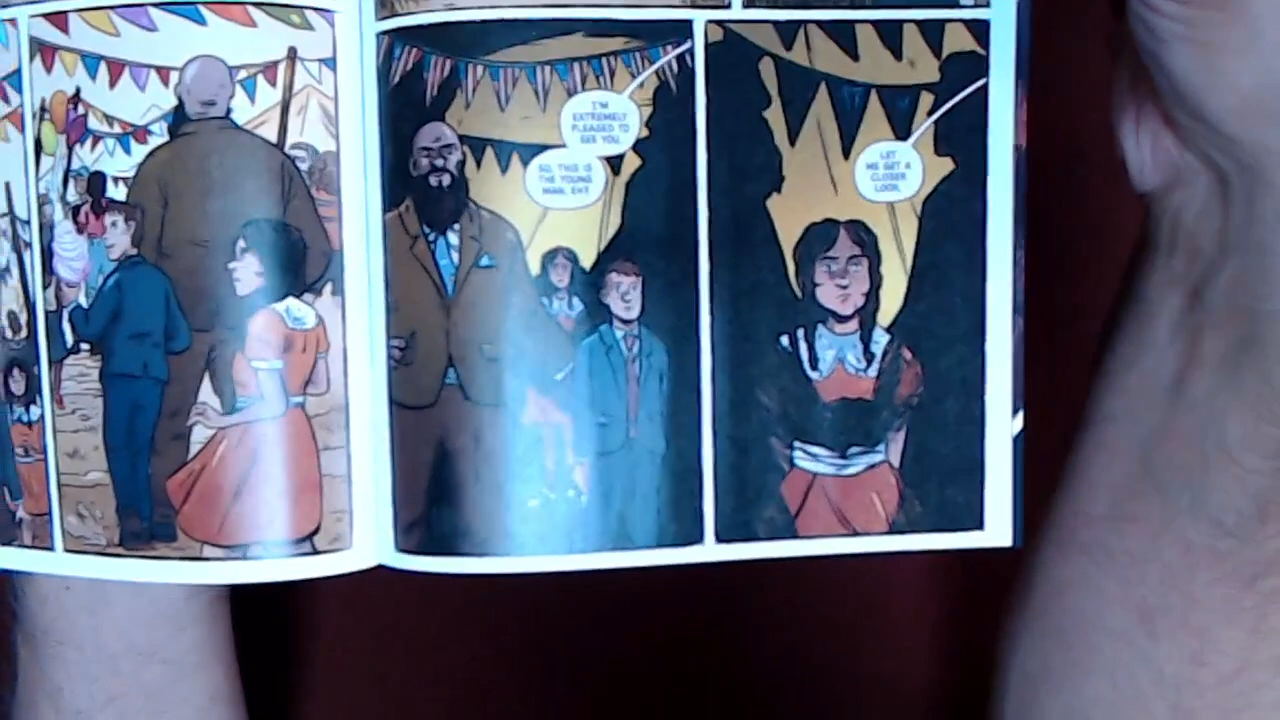 I'M
EXTREMELY
PLEASED TO
SEE YOU.
SO, THIS IS
THE YOUNG
MAN, EH?
LET
ME GET A
CLOSER
LOOK.